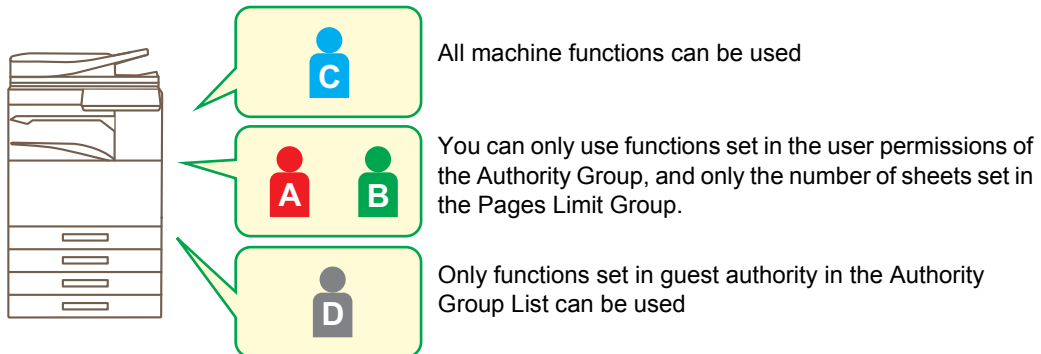 C
All machine functions can be used
A
B
You can only use functions set in the user permissions of
the Authority Group, and only the number of sheets set in
the Pages Limit Group.
D
Only functions set in guest authority in the Authority
Group List can be used